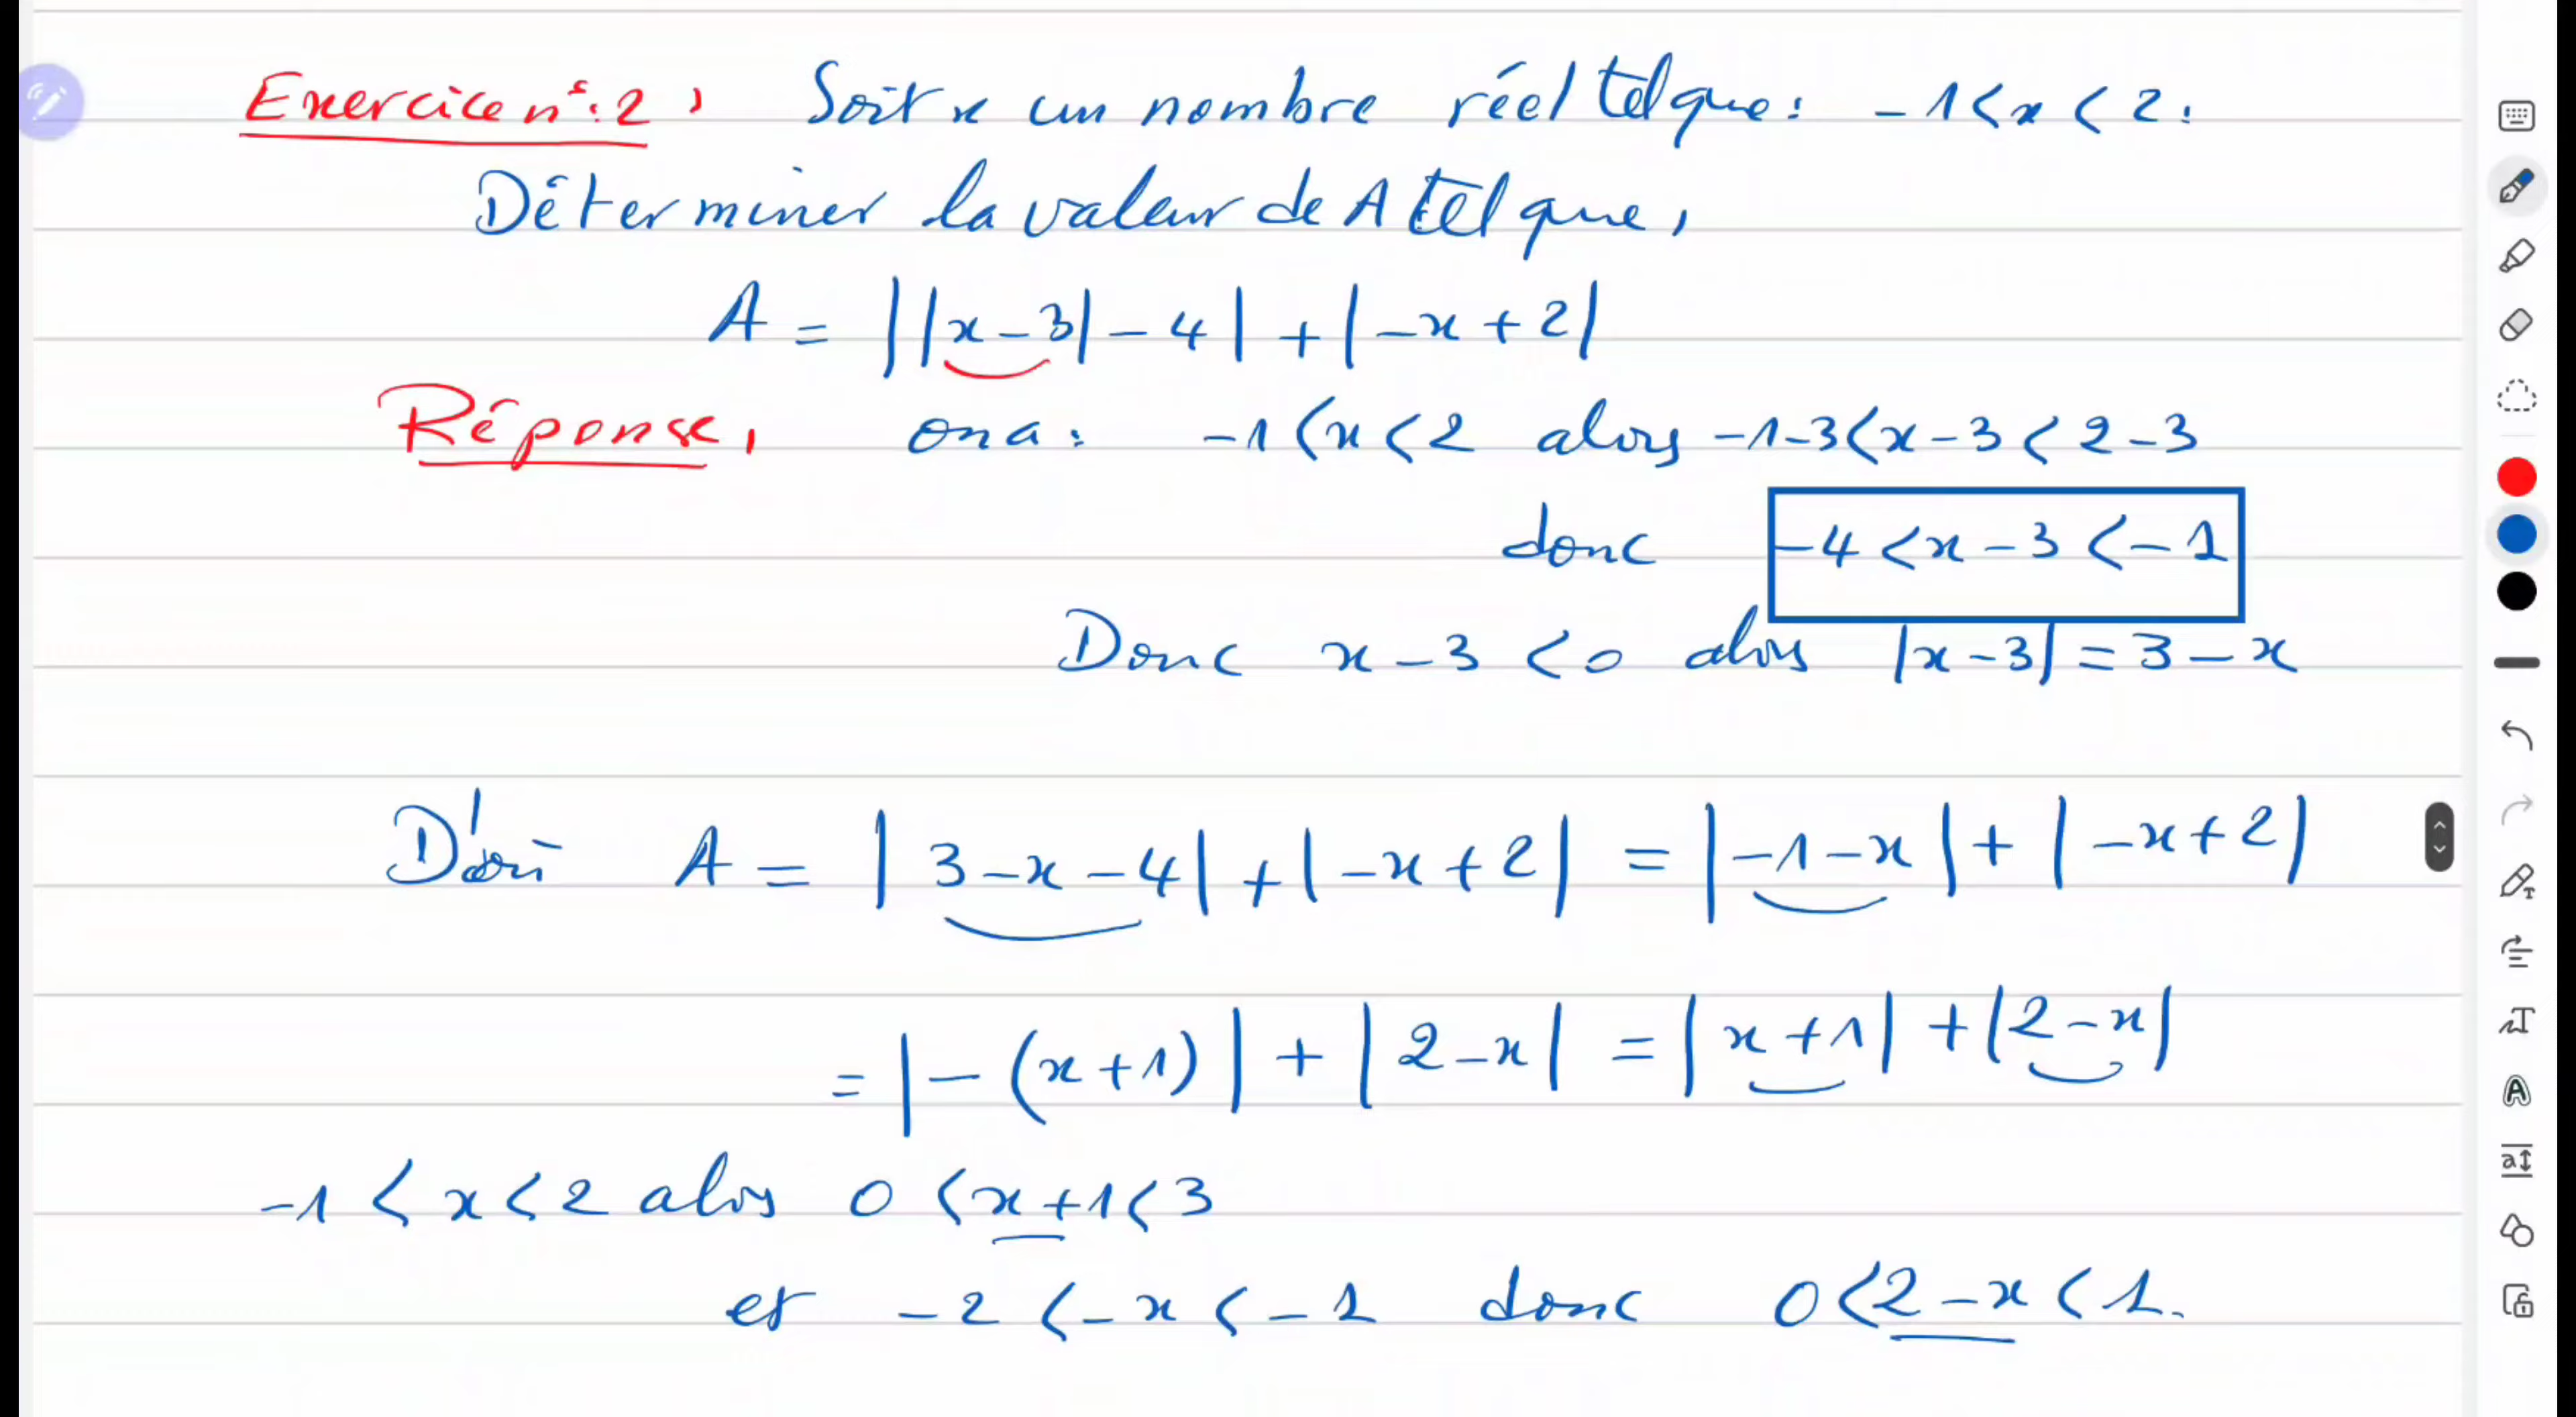 Exercice n°: 2, Soit x un nombre réel tel que: -1 < x < 2.
Déterminer la valeur de A tel que,
A = ||x-3|-4| + |-x+2|
Réponse, on a: -1 < x < 2 alors -1-3 < x-3 < 2-3
donc -4 < x-3 < -1
Donc x-3 < 0 alors |x-3| = 3-x
D'où A = |3-x-4| + |-x+2| = |-1-x| + |-x+2|
= |-(x+1)| + |2-x| = |x+1| + |2-x|
-1 < x < 2 alors 0 < x+1 < 3
et -2 < -x < -1 donc 0 < 2-x < 1.